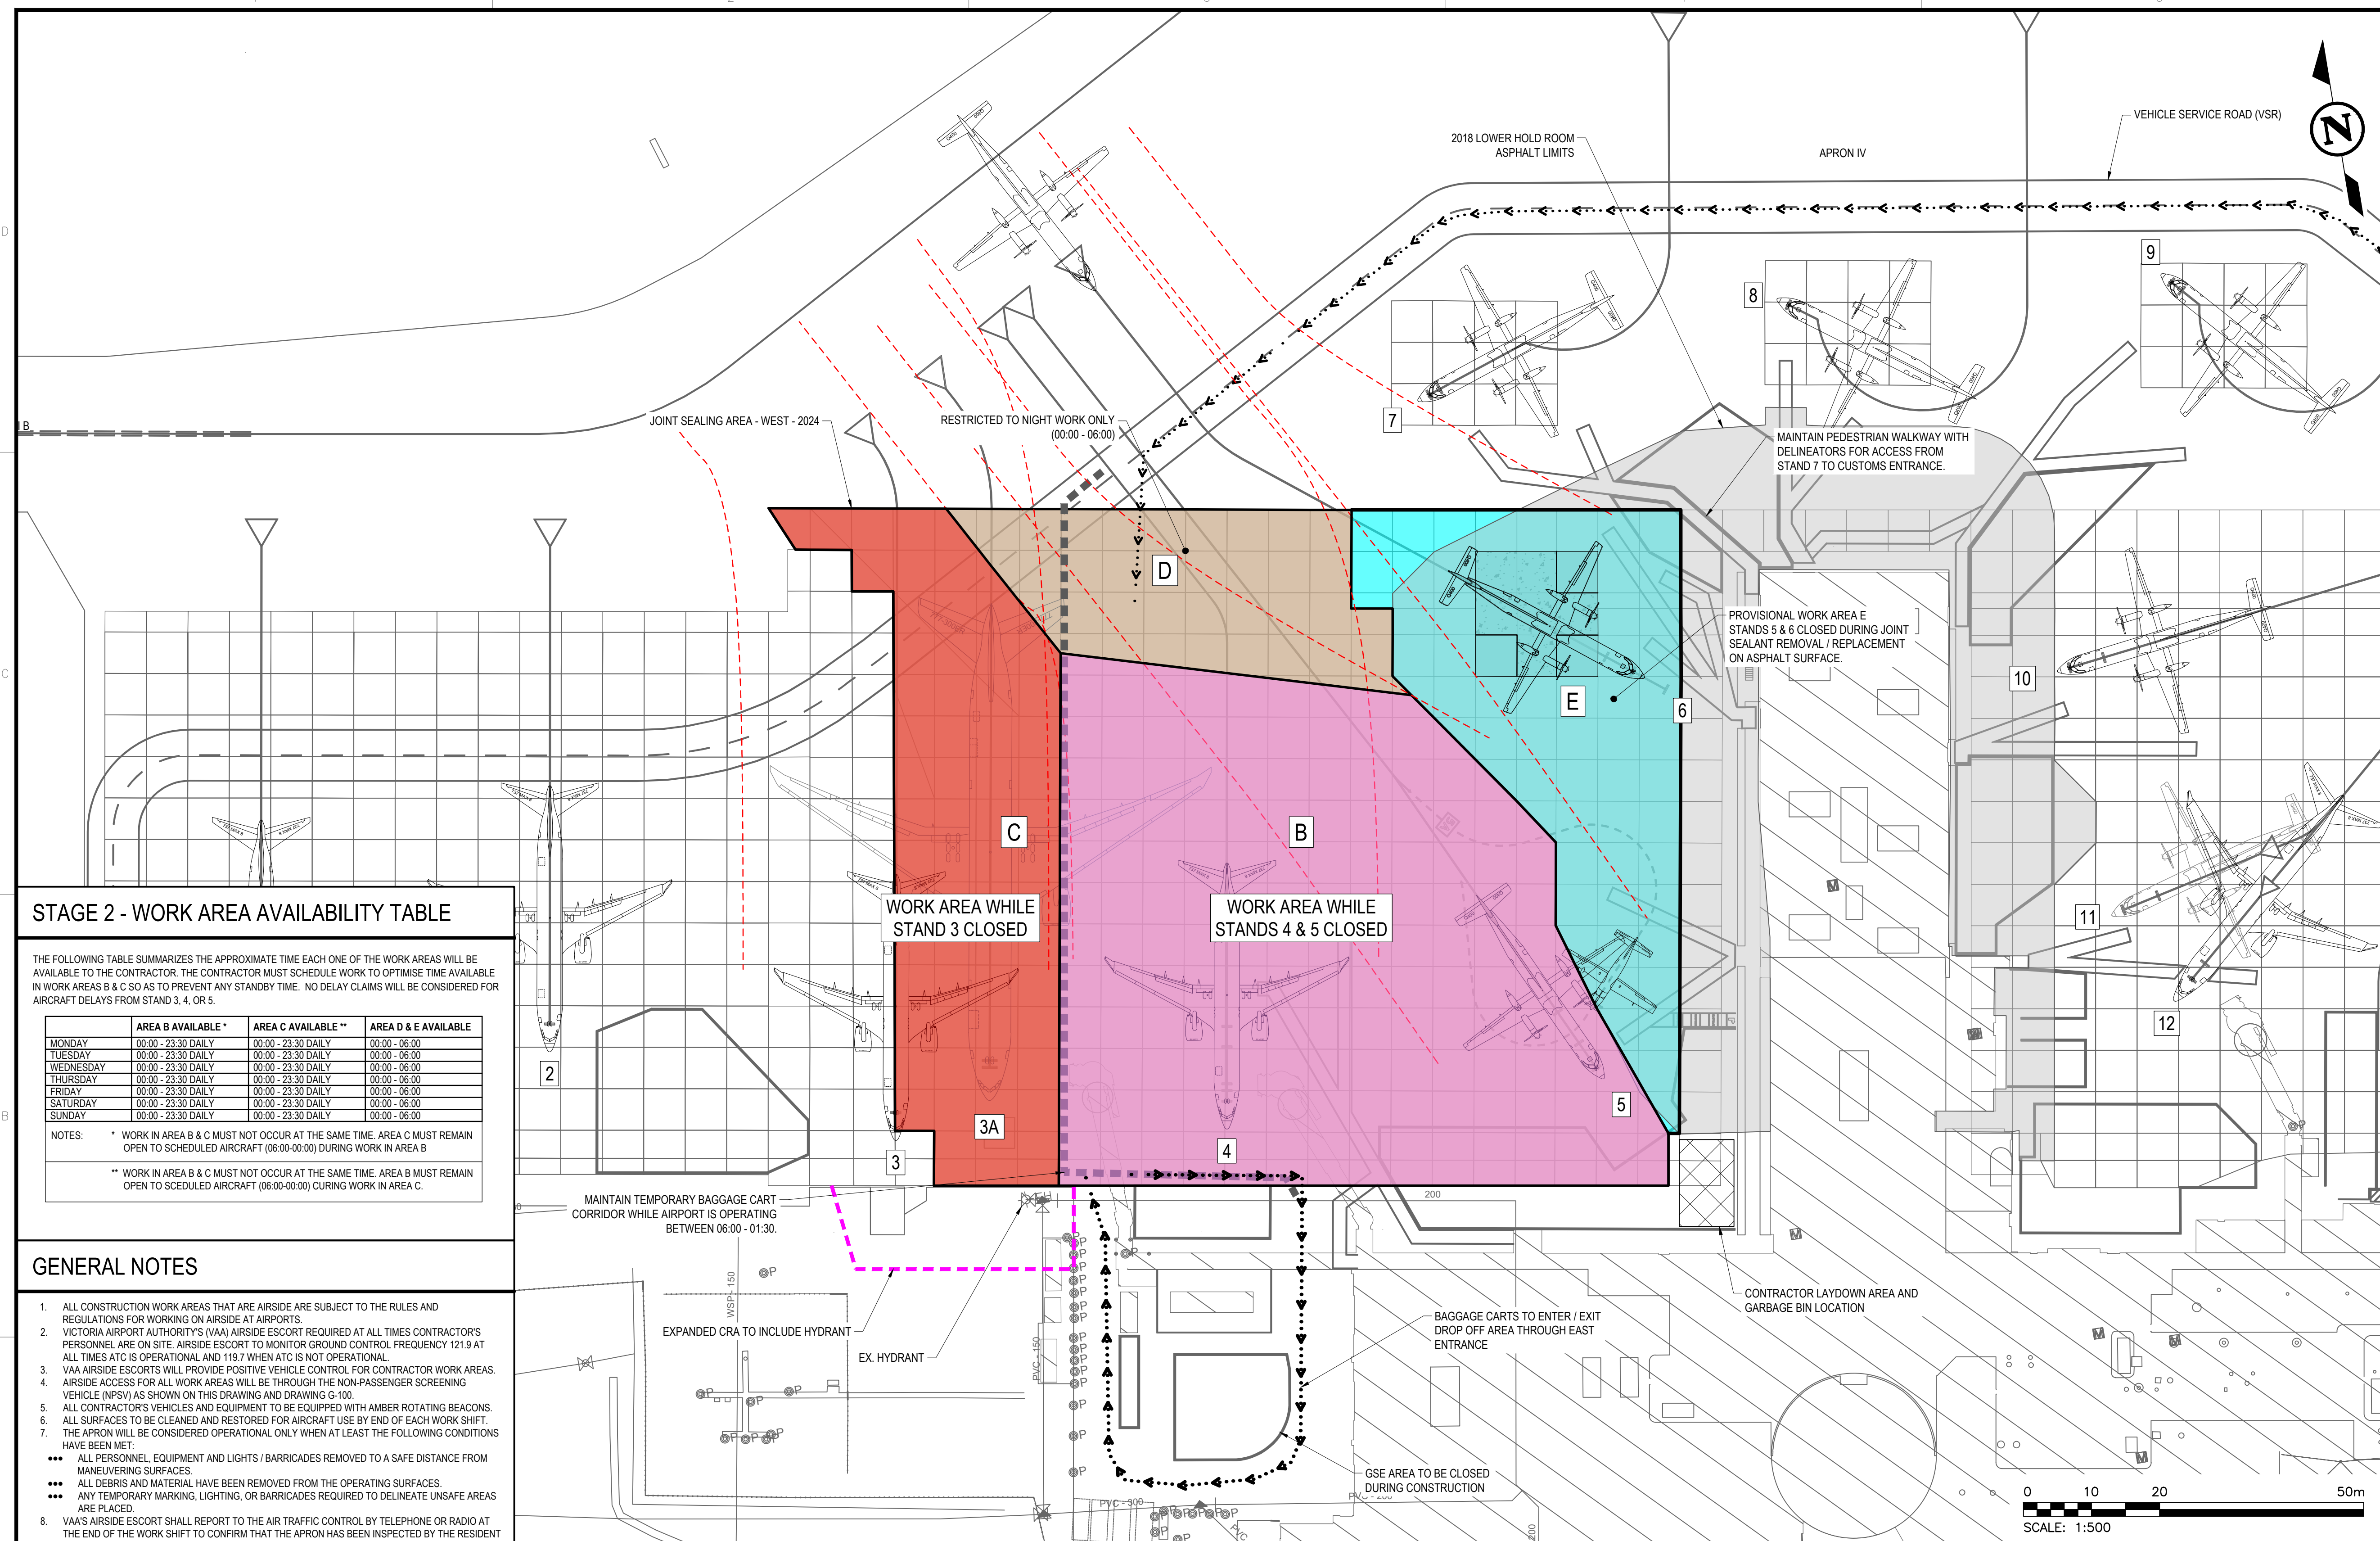 VEHICLE SERVICE ROAD (VSR)
N
2018 LOWER HOLD ROOM
ASPHALT LIMITS
APRON IV
D
9
8
7
B
JOINT SEALING AREA - WEST - 2024
RESTRICTED TO NIGHT WORK ONLY
(00:00 - 06:00)
MAINTAIN PEDESTRIAN WALKWAY WITH
DELINEATORS FOR ACCESS FROM
STAND 7 TO CUSTOMS ENTRANCE.
D
PROVISIONAL WORK AREA E
STANDS 5 & 6 CLOSED DURING JOINT
SEALANT REMOVAL / REPLACEMENT
ON ASPHALT SURFACE.
C
E
6
10
C
B
WORK AREA WHILE
STAND 3 CLOSED
WORK AREA WHILE
STANDS 4 & 5 CLOSED
11
12
2
5
3A
3
4
B
STAGE 2 - WORK AREA AVAILABILITY TABLE
THE FOLLOWING TABLE SUMMARIZES THE APPROXIMATE TIME EACH ONE OF THE WORK AREAS WILL BE
AVAILABLE TO THE CONTRACTOR. THE CONTRACTOR MUST SCHEDULE WORK TO OPTIMISE TIME AVAILABLE
IN WORK AREAS B & C SO AS TO PREVENT ANY STANDBY TIME. NO DELAY CLAIMS WILL BE CONSIDERED FOR
AIRCRAFT DELAYS FROM STAND 3, 4, OR 5.
AREA B AVAILABLE * AREA C AVAILABLE ** AREA D & E AVAILABLE
MONDAY 00:00 - 23:30 DAILY 00:00 - 23:30 DAILY 00:00 - 06:00
TUESDAY 00:00 - 23:30 DAILY 00:00 - 23:30 DAILY 00:00 - 06:00
WEDNESDAY 00:00 - 23:30 DAILY 00:00 - 23:30 DAILY 00:00 - 06:00
THURSDAY 00:00 - 23:30 DAILY 00:00 - 23:30 DAILY 00:00 - 06:00
FRIDAY 00:00 - 23:30 DAILY 00:00 - 23:30 DAILY 00:00 - 06:00
SATURDAY 00:00 - 23:30 DAILY 00:00 - 23:30 DAILY 00:00 - 06:00
SUNDAY 00:00 - 23:30 DAILY 00:00 - 23:30 DAILY 00:00 - 06:00
NOTES: * WORK IN AREA B & C MUST NOT OCCUR AT THE SAME TIME. AREA C MUST REMAIN
OPEN TO SCHEDULED AIRCRAFT (06:00-00:00) DURING WORK IN AREA B
** WORK IN AREA B & C MUST NOT OCCUR AT THE SAME TIME. AREA B MUST REMAIN
OPEN TO SCEDULED AIRCRAFT (06:00-00:00) CURING WORK IN AREA C.
GENERAL NOTES
1. ALL CONSTRUCTION WORK AREAS THAT ARE AIRSIDE ARE SUBJECT TO THE RULES AND
REGULATIONS FOR WORKING ON AIRSIDE AT AIRPORTS.
2. VICTORIA AIRPORT AUTHORITY'S (VAA) AIRSIDE ESCORT REQUIRED AT ALL TIMES CONTRACTOR'S
PERSONNEL ARE ON SITE. AIRSIDE ESCORT TO MONITOR GROUND CONTROL FREQUENCY 121.9 AT
ALL TIMES ATC IS OPERATIONAL AND 119.7 WHEN ATC IS NOT OPERATIONAL.
3. VAA AIRSIDE ESCORTS WILL PROVIDE POSITIVE VEHICLE CONTROL FOR CONTRACTOR WORK AREAS.
4. AIRSIDE ACCESS FOR ALL WORK AREAS WILL BE THROUGH THE NON-PASSENGER SCREENING
VEHICLE (NPSV) AS SHOWN ON THIS DRAWING AND DRAWING G-100.
5. ALL CONTRACTOR'S VEHICLES AND EQUIPMENT TO BE EQUIPPED WITH AMBER ROTATING BEACONS.
6. ALL SURFACES TO BE CLEANED AND RESTORED FOR AIRCRAFT USE BY END OF EACH WORK SHIFT.
7. THE APRON WILL BE CONSIDERED OPERATIONAL ONLY WHEN AT LEAST THE FOLLOWING CONDITIONS
HAVE BEEN MET:
••• ALL PERSONNEL, EQUIPMENT AND LIGHTS / BARRICADES REMOVED TO A SAFE DISTANCE FROM
MANEUVERING SURFACES.
••• ALL DEBRIS AND MATERIAL HAVE BEEN REMOVED FROM THE OPERATING SURFACES.
••• ANY TEMPORARY MARKING, LIGHTING, OR BARRICADES REQUIRED TO DELINEATE UNSAFE AREAS
ARE PLACED.
8. VAA'S AIRSIDE ESCORT SHALL REPORT TO THE AIR TRAFFIC CONTROL BY TELEPHONE OR RADIO AT
THE END OF THE WORK SHIFT TO CONFIRM THAT THE APRON HAS BEEN INSPECTED BY THE RESIDENT
MAINTAIN TEMPORARY BAGGAGE CART
CORRIDOR WHILE AIRPORT IS OPERATING
BETWEEN 06:00 - 01:30.
200
WSP - 150
EXPANDED CRA TO INCLUDE HYDRANT
EX. HYDRANT
PVC - 150
CONTRACTOR LAYDOWN AREA AND
GARBAGE BIN LOCATION
BAGGAGE CARTS TO ENTER / EXIT
DROP OFF AREA THROUGH EAST
ENTRANCE
GSE AREA TO BE CLOSED
DURING CONSTRUCTION
PVC - 300
200
0 10 20 50m
SCALE: 1:500